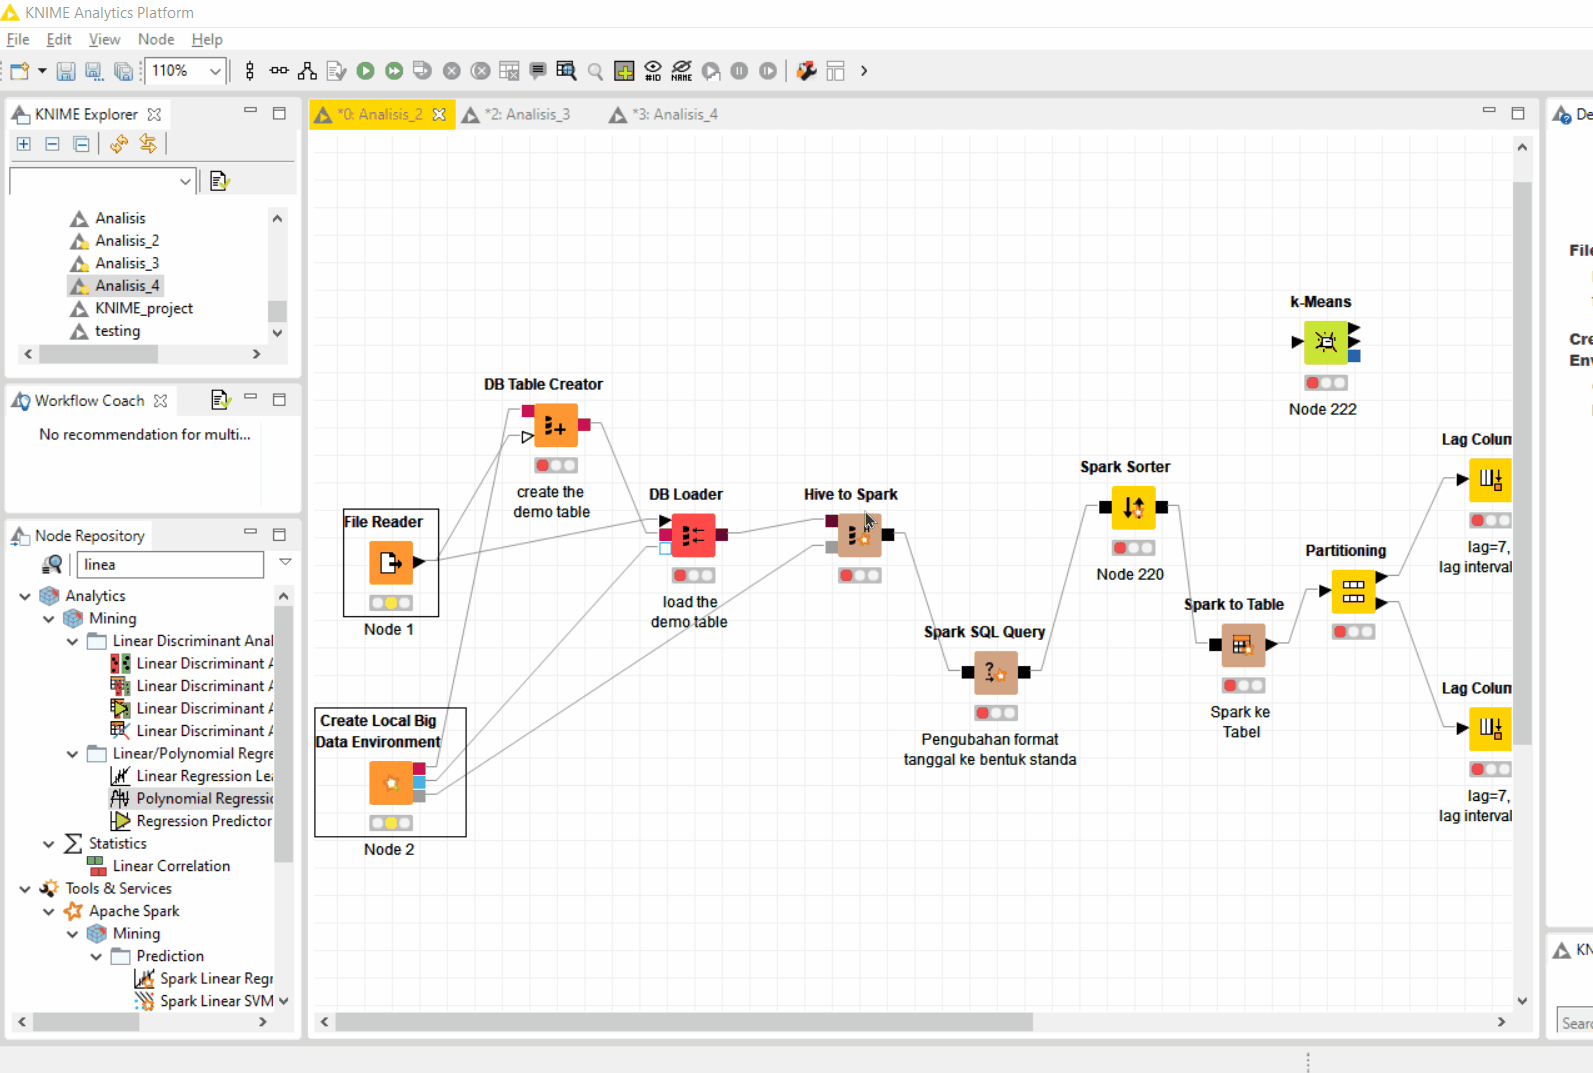 KNIME Analytics Platform
File Edit View Node Help
110%
#ID
NAME
KNIME Explorer
Analisis
Analisis_2
Analisis_3
Analisis_4
KNIME_project
testing
Workflow Coach
No recommendation for multi...
Node Repository
linea
Analytics
Mining
Linear Discriminant Anal
Linear Discriminant A
Linear Discriminant A
Linear Discriminant A
Linear Discriminant A
Linear/Polynomial Regre
Linear Regression Lea
Polynomial Regressio
Regression Predictor
Statistics
Linear Correlation
Tools & Services
Apache Spark
Mining
Prediction
Spark Linear Regr
Spark Linear SVM
*0: Analisis_2
*2: Analisis_3
*3: Analisis_4
k-Means
Node 222
DB Table Creator
create the
demo table
File Reader
Node 1
DB Loader
load the
demo table
Hive to Spark
Create Local Big
Data Environment
Node 2
Spark SQL Query
Pengubahan format
tanggal ke bentuk standa
Spark Sorter
Node 220
Spark to Table
Spark ke
Tabel
Partitioning
Lag Colum
lag=7,
lag interval
Lag Colum
lag=7,
lag interval
De
File
Cre
Env
KN
Searc